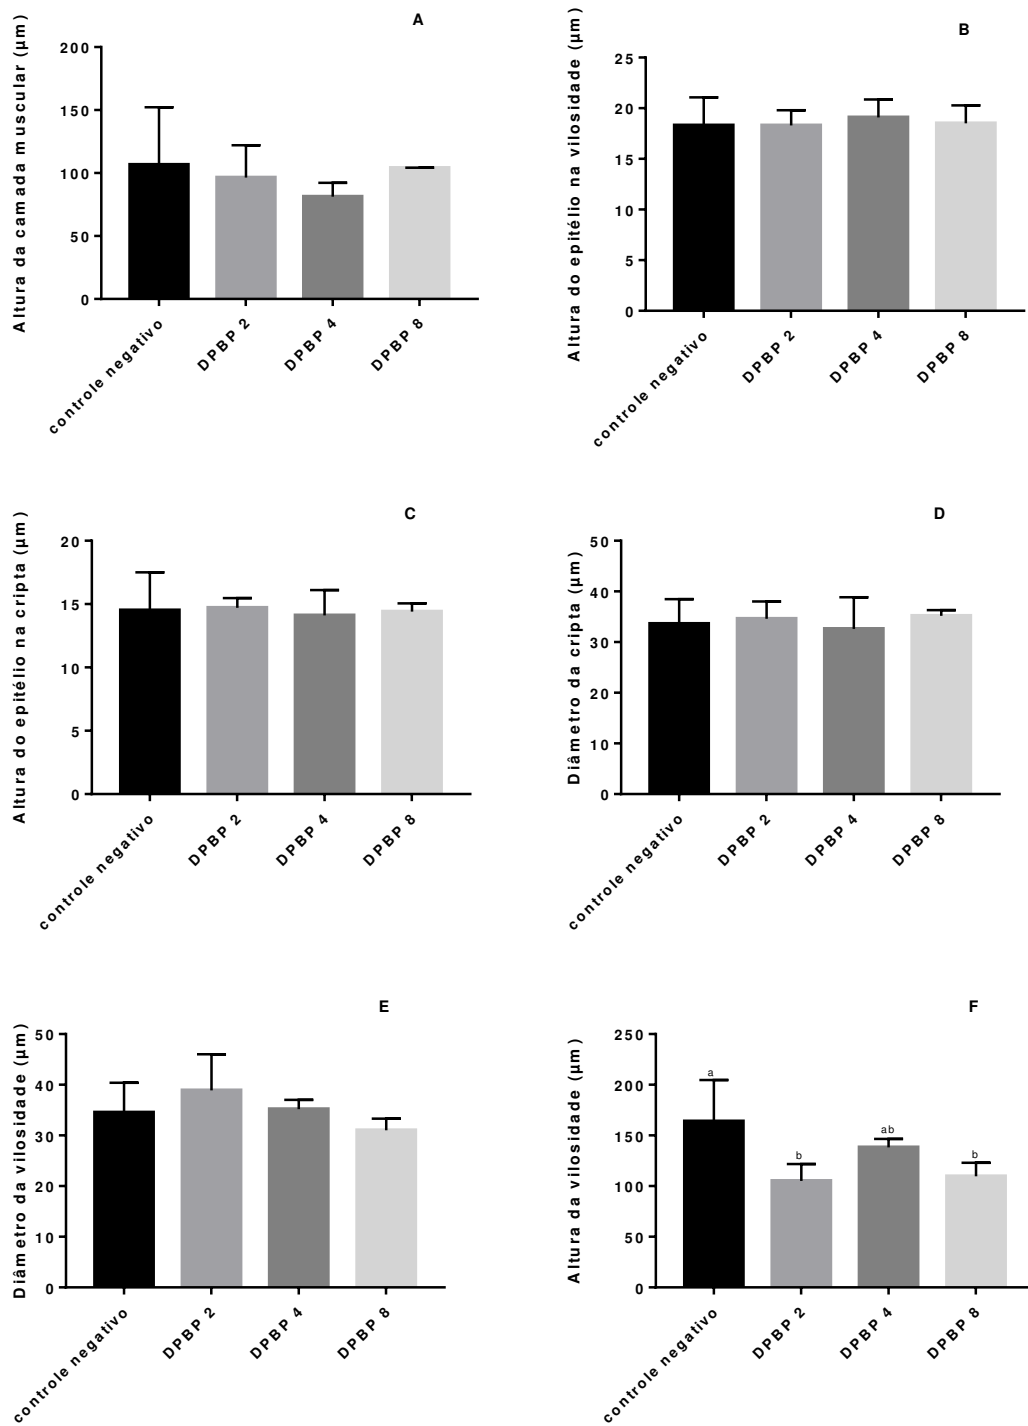 A
Altura da camada muscular (µm)
200
150
100
50
0
controle negativo
DPBP 2
DPBP 4
DPBP 8
B
Altura do epitélio na vilosidade (µm)
25
20
15
10
5
0
controle negativo
DPBP 2
DPBP 4
DPBP 8
C
Altura do epitélio na cripta (µm)
20
15
10
5
0
controle negativo
DPBP 2
DPBP 4
DPBP 8
D
Diâmetro da cripta (µm)
50
40
30
20
10
0
controle negativo
DPBP 2
DPBP 4
DPBP 8
E
Diâmetro da vilosidade (µm)
50
40
30
20
10
0
controle negativo
DPBP 2
DPBP 4
DPBP 8
F
Altura da vilosidade (µm)
250
200
150
100
50
0
a
b
ab
b
controle negativo
DPBP 2
DPBP 4
DPBP 8